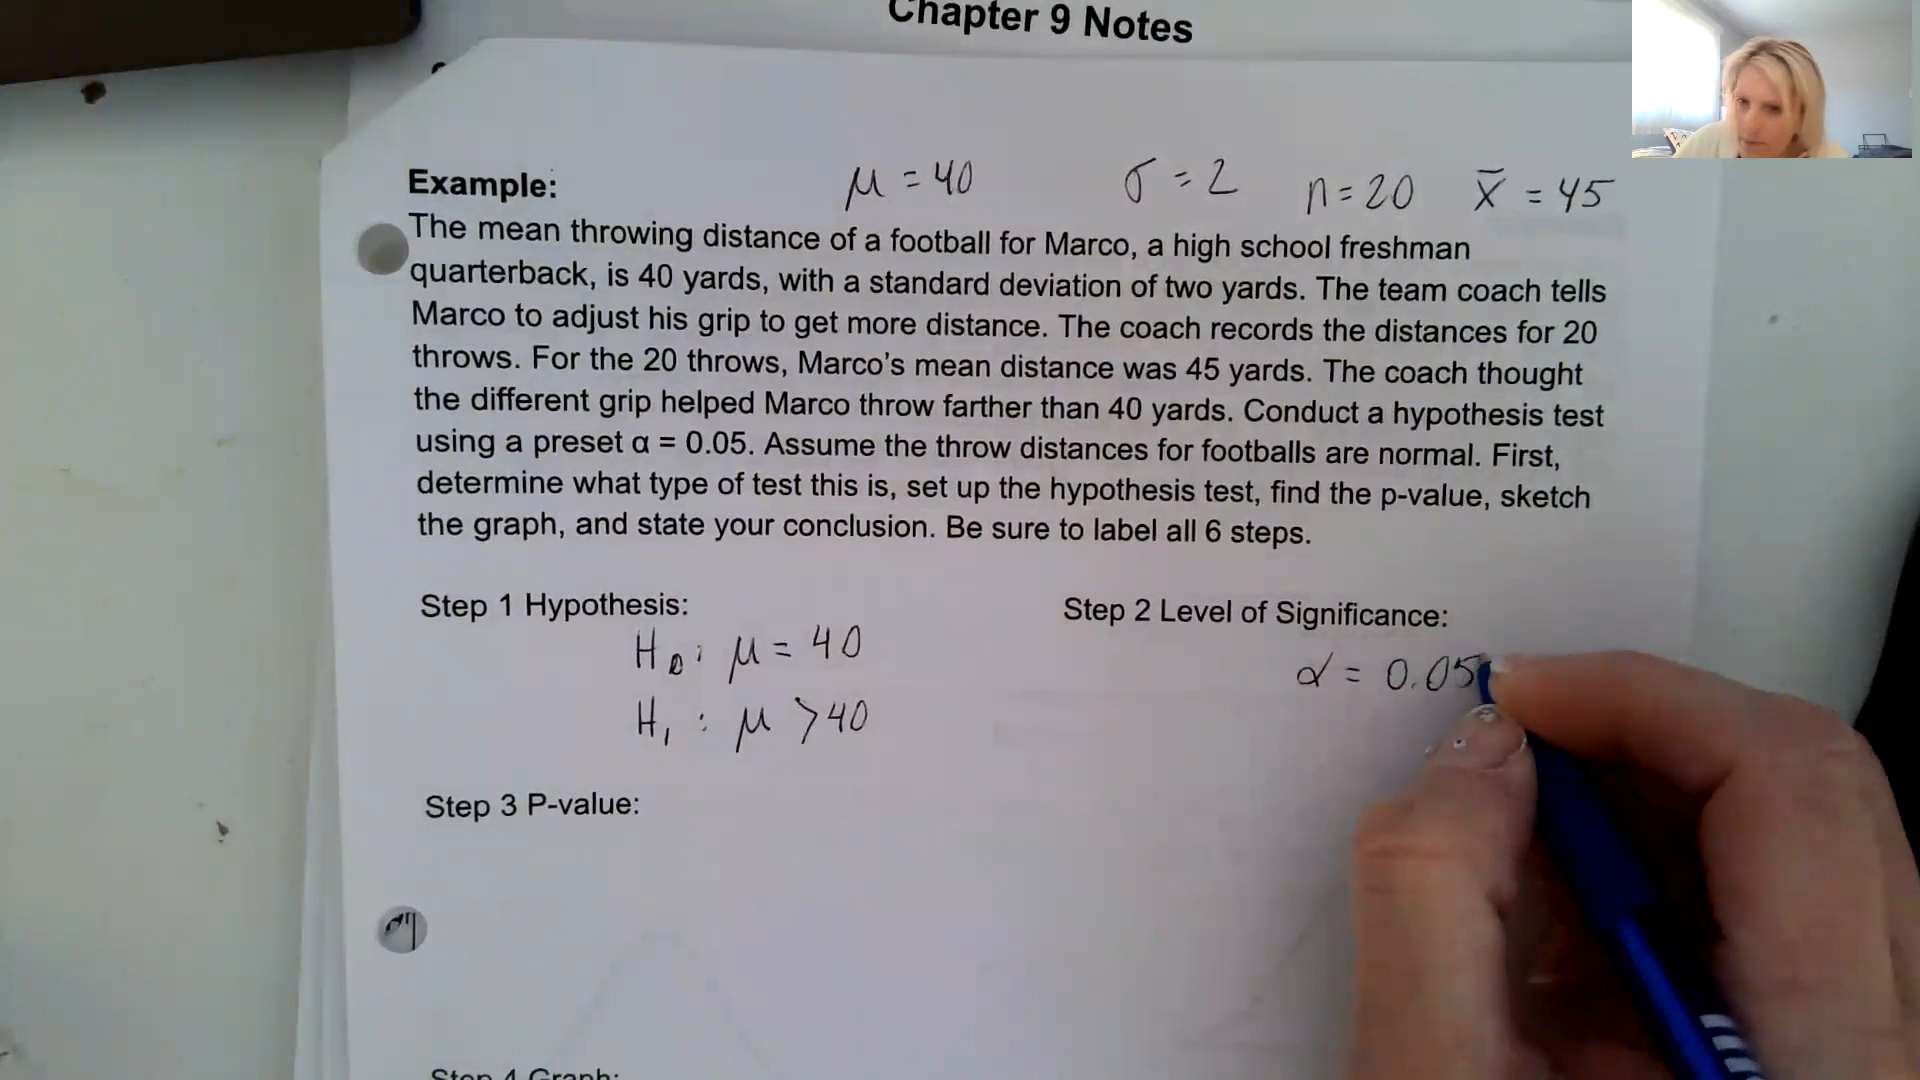 Chapter 9 Notes
μ = 40 σ = 2 n = 20 x̄ = 45
Example:
The mean throwing distance of a football for Marco, a high school freshman
quarterback, is 40 yards, with a standard deviation of two yards. The team coach tells
Marco to adjust his grip to get more distance. The coach records the distances for 20
throws. For the 20 throws, Marco's mean distance was 45 yards. The coach thought
the different grip helped Marco throw farther than 40 yards. Conduct a hypothesis test
using a preset α = 0.05. Assume the throw distances for footballs are normal. First,
determine what type of test this is, set up the hypothesis test, find the p-value, sketch
the graph, and state your conclusion. Be sure to label all 6 steps.
Step 1 Hypothesis:
H₀: μ = 40
H₁: μ > 40
Step 2 Level of Significance:
α = 0.05
Step 3 P-value:
Step 4 Graph: